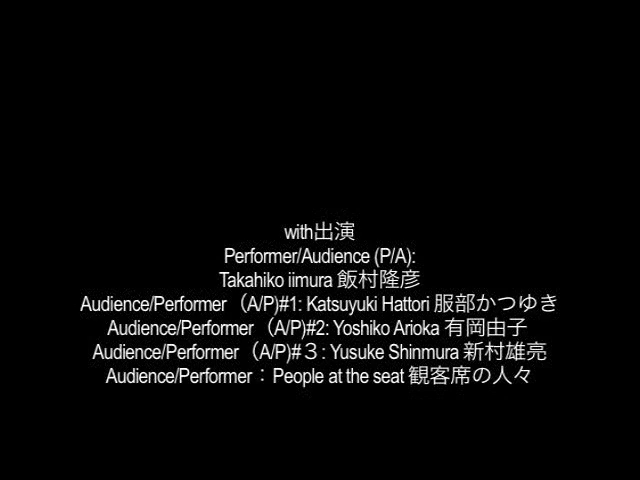 with出演
Performer/Audience (P/A):
Takahiko iimura 飯村隆彦
Audience/Performer（A/P)#1: Katsuyuki Hattori 服部かつゆき
Audience/Performer（A/P)#2: Yoshiko Arioka 有岡由子
Audience/Performer（A/P)#３: Yusuke Shinmura 新村雄亮
Audience/Performer：People at the seat 観客席の人々